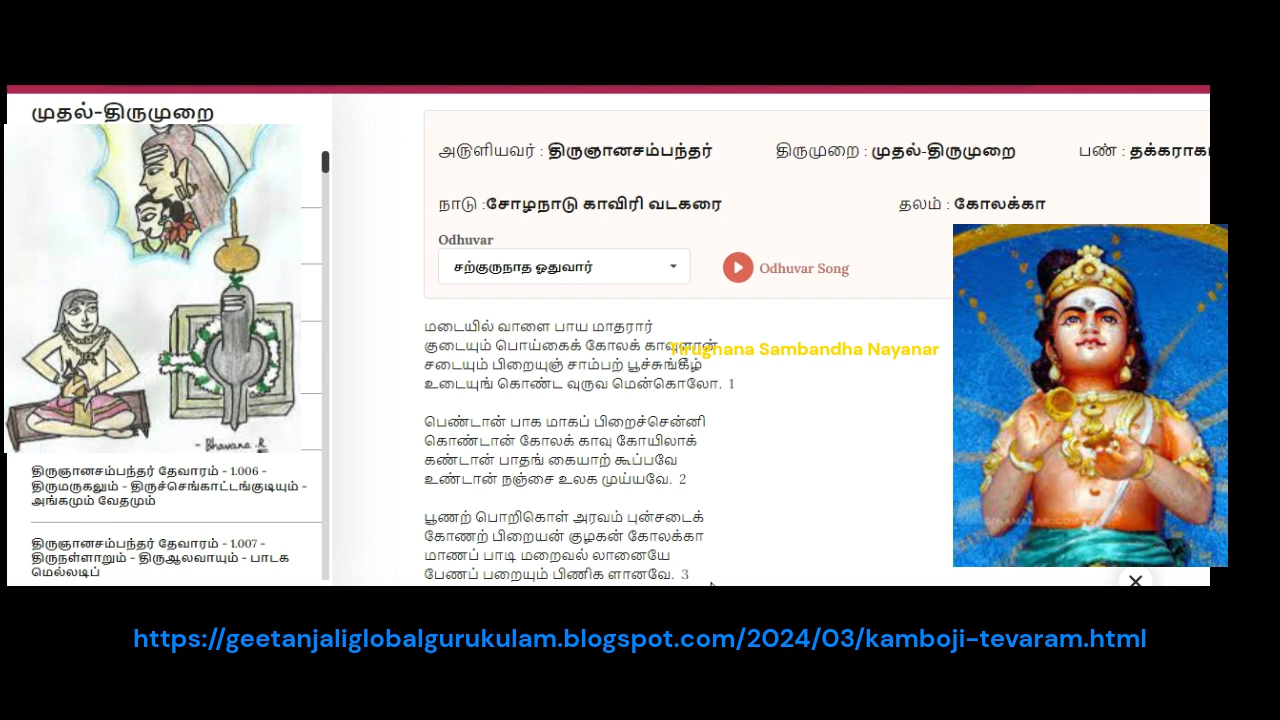 முதல்-திருமுறை
அருளியவர் : திருஞானசம்பந்தர் திருமுறை : முதல்-திருமுறை பண் : தக்கராகம்
நாடு :சோழநாடு காவிரி வடகரை தலம் : கோலக்கா
Odhuvar
சற்குருநாத ஓதுவார்
Odhuvar Song
மடையில் வாளை பாய மாதரார்
குடையும் பொய்கைக் கோலக் காவுளான்
சடையும் பிறையுஞ் சாம்பற் பூச்சுங்கீழ்
உடையுங் கொண்ட வுருவ மென்கொலோ. 1
Tirugnana Sambandha Nayanar
பெண்டான் பாக மாகப் பிறைச்சென்னி
கொண்டான் கோலக் காவு கோயிலாக்
கண்டான் பாதங் கையாற் கூப்பவே
உண்டான் நஞ்சை உலக முய்யவே. 2
பூணற் பொறிகொள் அரவம் புன்சடைக்
கோணற் பிறையன் குழகன் கோலக்கா
மாணப் பாடி மறைவல் லானையே
பேணப் பறையும் பிணிக ளானவே. 3
- Bhavana .R
திருஞானசம்பந்தர் தேவாரம் - 1.006 -
திருமருகலும் - திருச்செங்காட்டங்குடியும் -
அங்கமும் வேதமும்
திருஞானசம்பந்தர் தேவாரம் - 1.007 -
திருநள்ளாறும் - திருஆலவாயும் - பாடக
மெல்லடிப்
https://geetanjaliglobalgurukulam.blogspot.com/2024/03/kamboji-tevaram.html